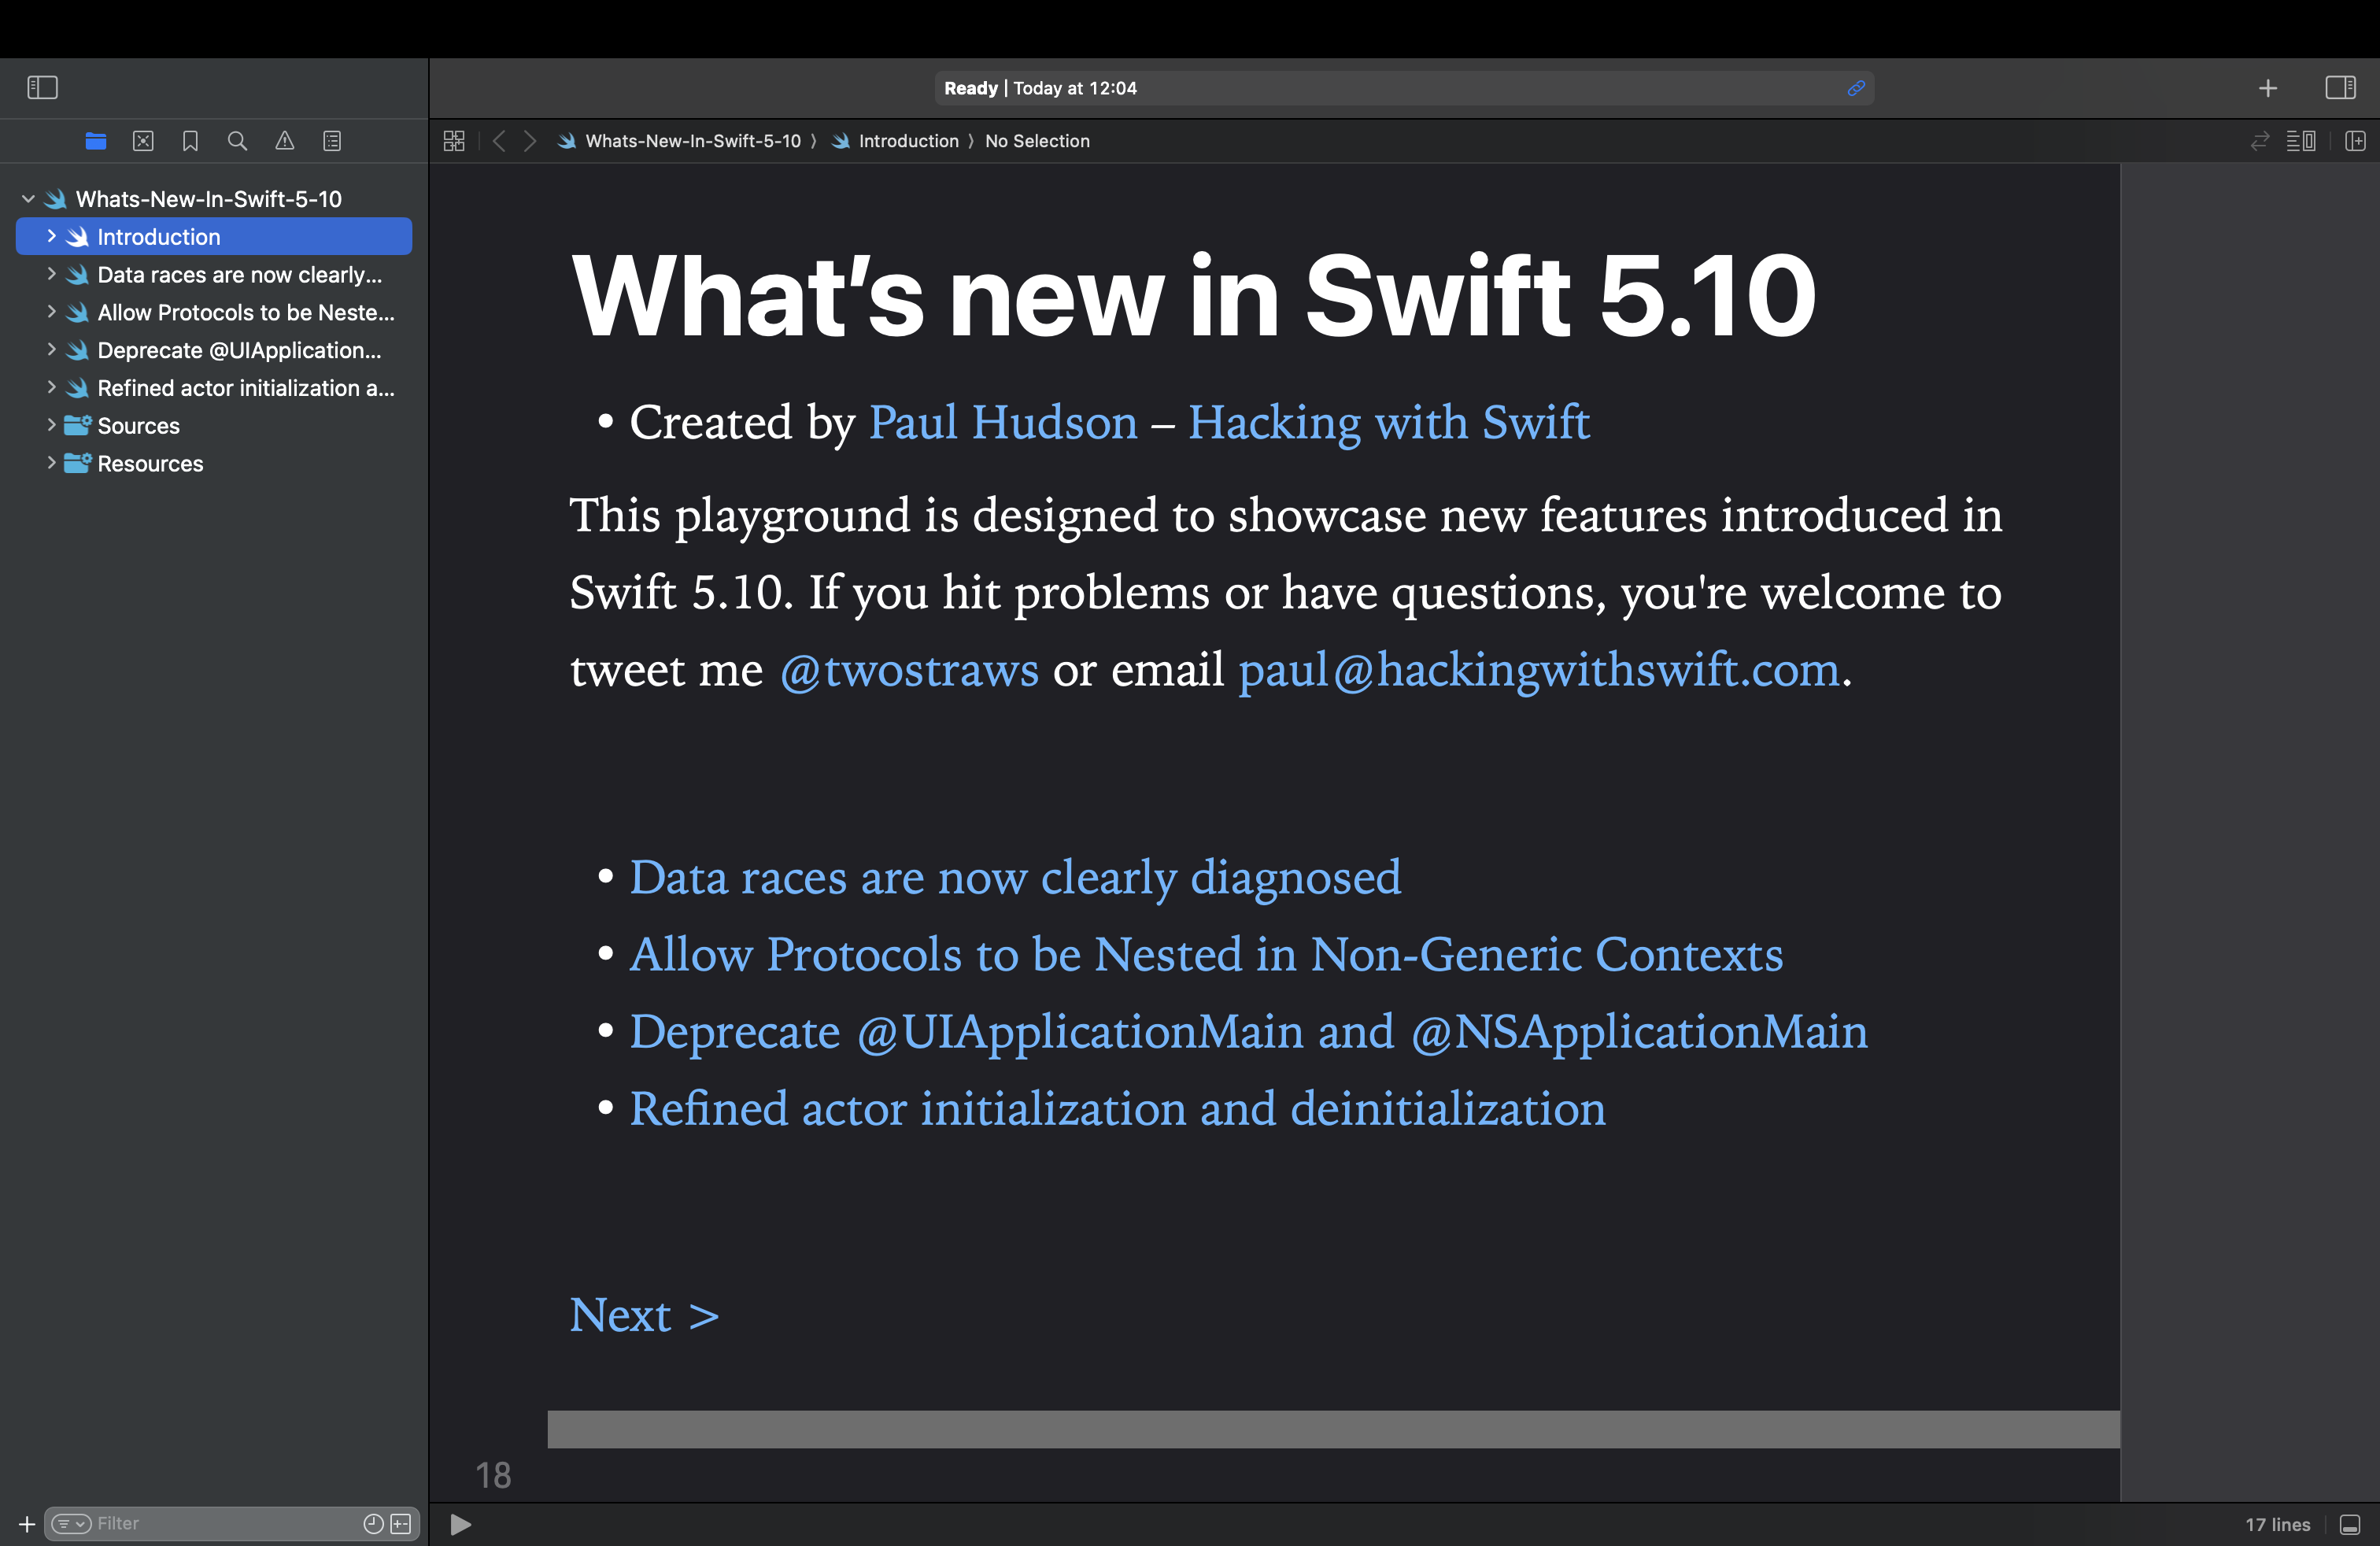 Ready | Today at 12:04
Whats-New-In-Swift-5-10 〉 Introduction 〉 No Selection
Whats-New-In-Swift-5-10
Introduction
Data races are now clearly...
Allow Protocols to be Neste...
Deprecate @UIApplication...
Refined actor initialization a...
Sources
Resources
What’s new in Swift 5.10
• Created by Paul Hudson – Hacking with Swift
This playground is designed to showcase new features introduced in
Swift 5.10. If you hit problems or have questions, you're welcome to
tweet me @twostraws or email paul@hackingwithswift.com.
• Data races are now clearly diagnosed
• Allow Protocols to be Nested in Non-Generic Contexts
• Deprecate @UIApplicationMain and @NSApplicationMain
• Refined actor initialization and deinitialization
Next >
18
Filter
17 lines